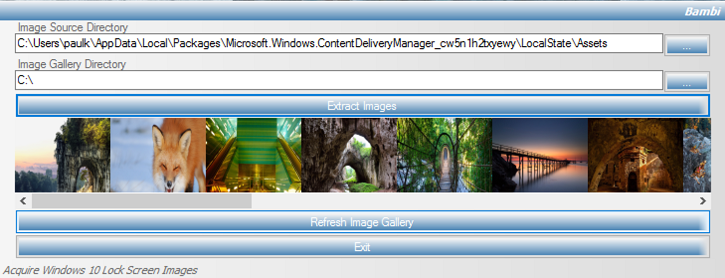 Bambi
Image Source Directory
C:\Users\paulk\AppData\Local\Packages\Microsoft.Windows.ContentDeliveryManager_cw5n1h2txyewy\LocalState\Assets
...
Image Gallery Directory
C:\
...
Extract Images
Refresh Image Gallery
Exit
Acquire Windows 10 Lock Screen Images